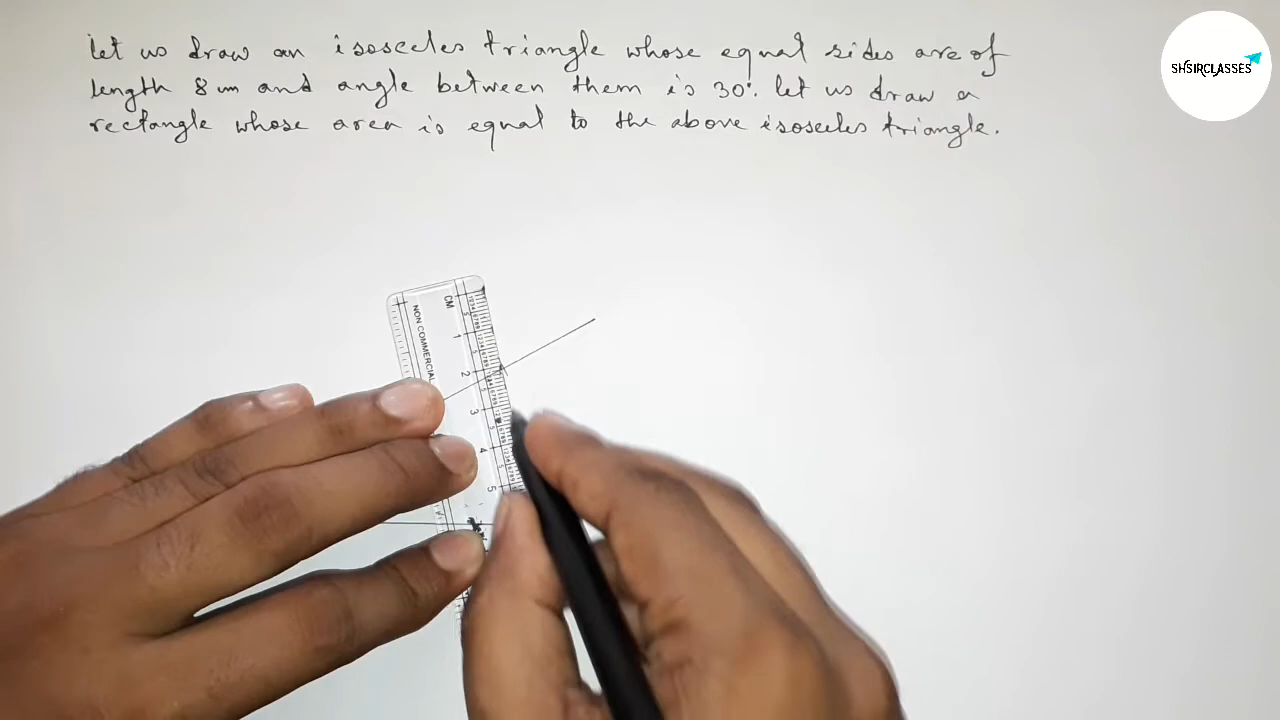 let us draw an isosceles triangle whose equal sides are of
length 8 cm and angle between them is 30°. let us draw a
rectangle whose area is equal to the above isosceles triangle.
SHSIRCLASSES
CM
NON COMMERCIAL
1
2
3
4
5